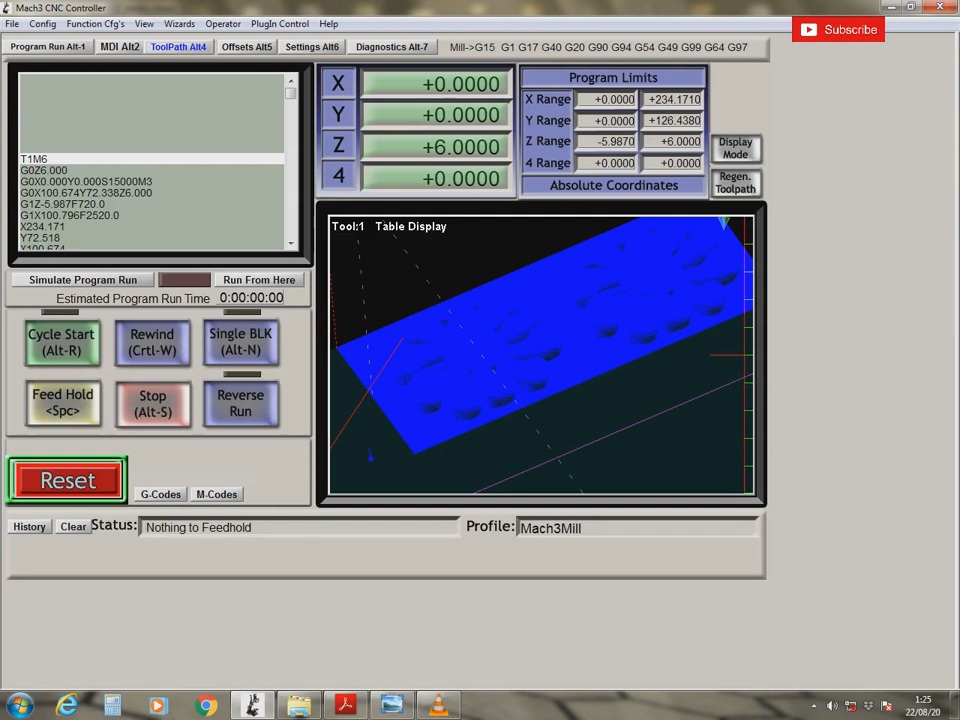 Mach3 CNC Controller
File Config Function Cfg's View Wizards Operator PlugIn Control Help
Subscribe
Program Run Alt-1 MDI Alt2 ToolPath Alt4 Offsets Alt5 Settings Alt6 Diagnostics Alt-7 Mill->G15 G1 G17 G40 G20 G90 G94 G54 G49 G99 G64 G97
T1M6
G0Z6.000
G0X0.000Y0.000S15000M3
G0X100.674Y72.338Z6.000
G1Z-5.987F720.0
G1X100.796F2520.0
X234.171
Y72.518
X100.674
X +0.0000
Y +0.0000
Z +6.0000
4 +0.0000
Program Limits
X Range +0.0000 +234.1710
Y Range +0.0000 +126.4380
Z Range -5.9870 +6.0000
4 Range +0.0000 +0.0000
Absolute Coordinates
Display
Mode
Regen.
Toolpath
Tool:1 Table Display
Simulate Program Run Run From Here
Estimated Program Run Time 0:00:00:00
Cycle Start
(Alt-R)
Rewind
(Crtl-W)
Single BLK
(Alt-N)
Feed Hold
<Spc>
Stop
(Alt-S)
Reverse
Run
Reset
G-Codes M-Codes
History Clear Status: Nothing to Feedhold Profile: Mach3Mill
1:25
22/08/20